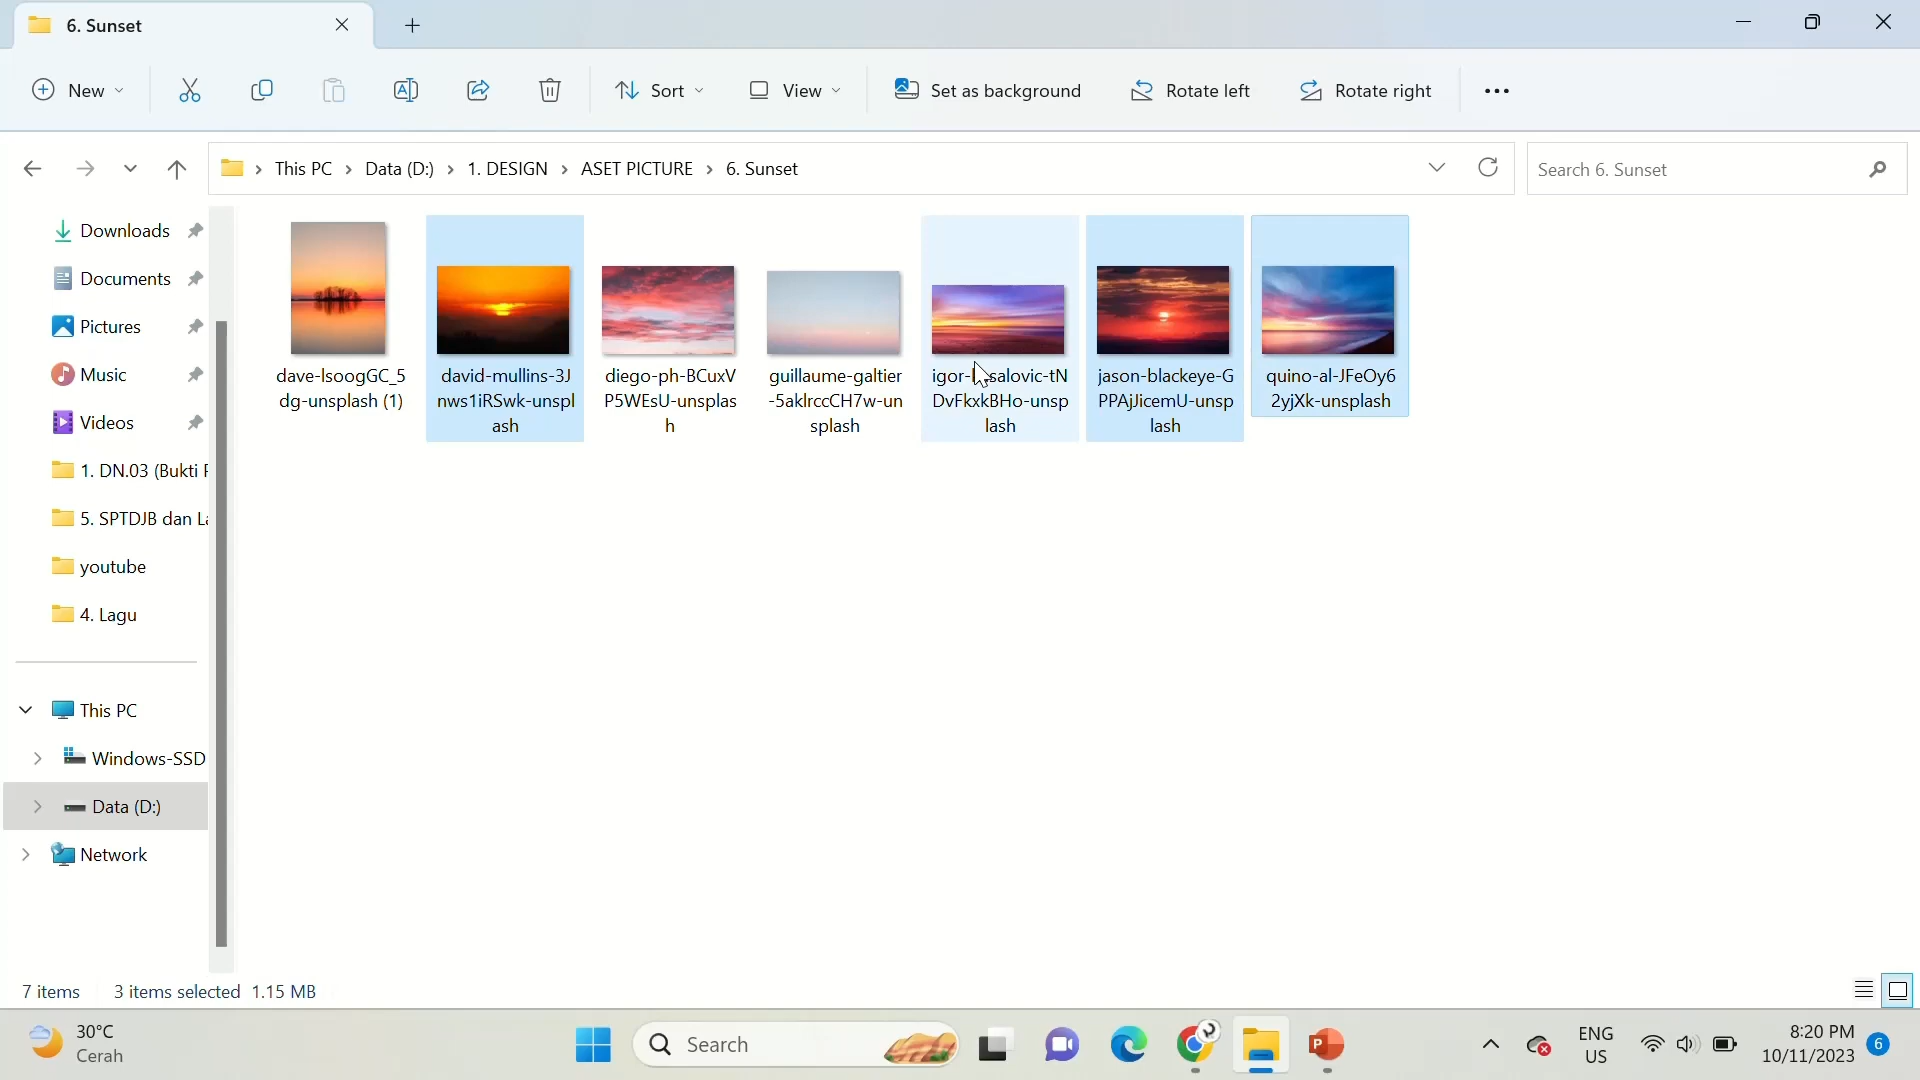 6. Sunset
New
Sort
View
Set as background
Rotate left
Rotate right
This PC > Data (D:) > 1. DESIGN > ASET PICTURE > 6. Sunset
Search 6. Sunset
Downloads
Documents
Pictures
Music
Videos
1. DN.03 (Bukti
5. SPTDJB dan
youtube
4. Lagu
This PC
Windows-SSD
Data (D:)
Network
dave-IsoogGC_5
dg-unsplash (1)
david-mullins-3J
nws1iRSwk-unspl
ash
diego-ph-BCuxV
P5WEsU-unsplas
h
guillaume-galtier
-5aklrccCH7w-un
splash
DvFkxkBHo-unsp
lash
jason-blackeye-G
PPAjJicemU-unsp
lash
quino-al-JFeOy6
2yjXk-unsplash
7 items
3 items selected 1.15 MB
30°C
Cerah
Search
ENG
US
8:20 PM
10/11/2023
6